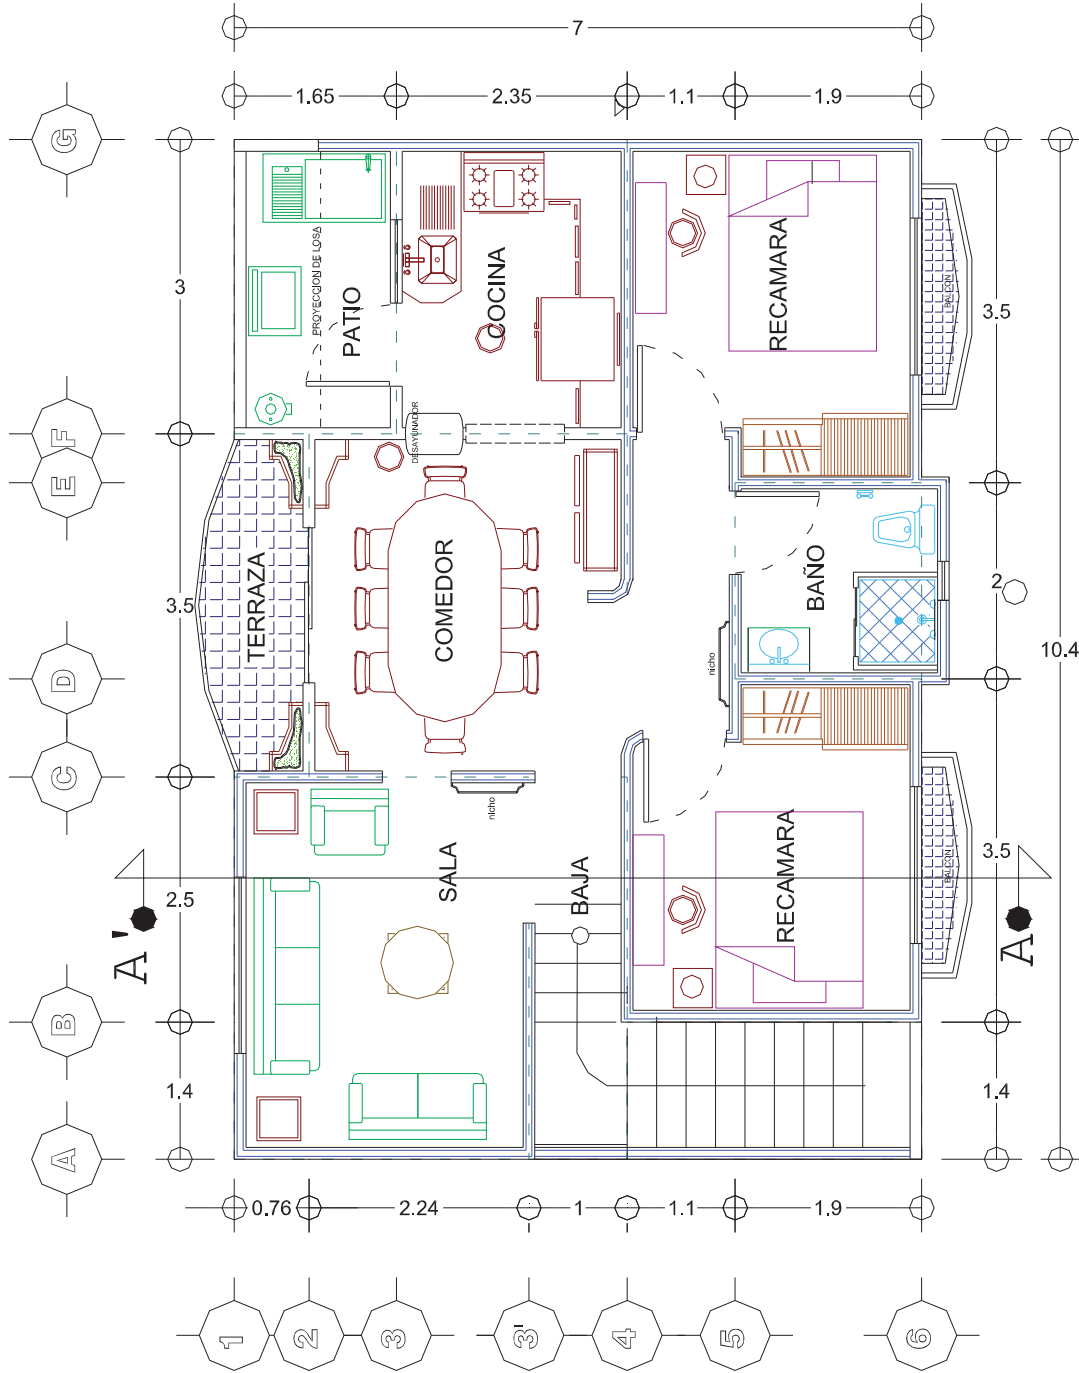 7
1.65
2.35
1.1
1.9
G
F
E
D
C
B
A
3
3.5
2.5
1.4
3.5
2
3.5
1.4
10.4
PROYECCION DE LOSA
PATIO
COCINA
RECAMARA
BALCON
DESAYUNADOR
TERRAZA
COMEDOR
BAÑO
nicho
nicho
SALA
BAJA
RECAMARA
BALCON
A'
A
0.76
2.24
1
1.1
1.9
1
2
3
3'
4
5
6